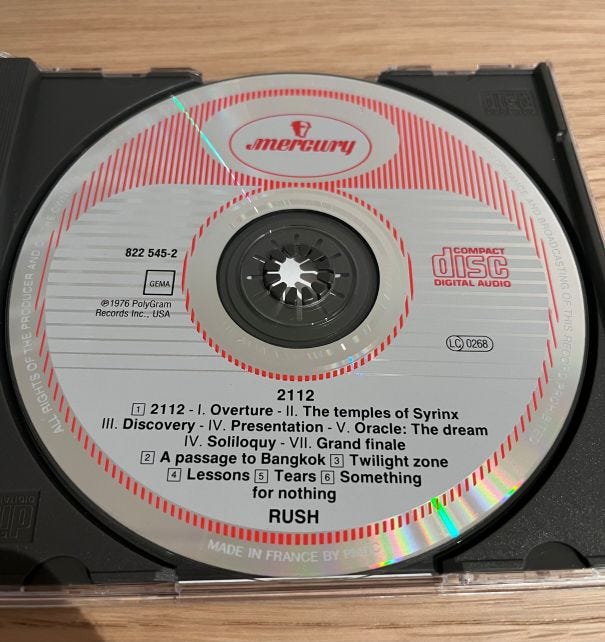 mercury
822 545-2
GEMA
℗1976 PolyGram
Records Inc., USA
COMPACT
disc
DIGITAL AUDIO
LC 0268
2112
1 2112 - I. Overture - II. The temples of Syrinx
III. Discovery - IV. Presentation - V. Oracle: The dream
IV. Soliloquy - VII. Grand finale
2 A passage to Bangkok 3 Twilight zone
4 Lessons 5 Tears 6 Something
for nothing
RUSH
MADE IN FRANCE BY
ALL RIGHTS OF THE PRODUCER AND
AND BROADCASTING OF THIS RECORD
disc